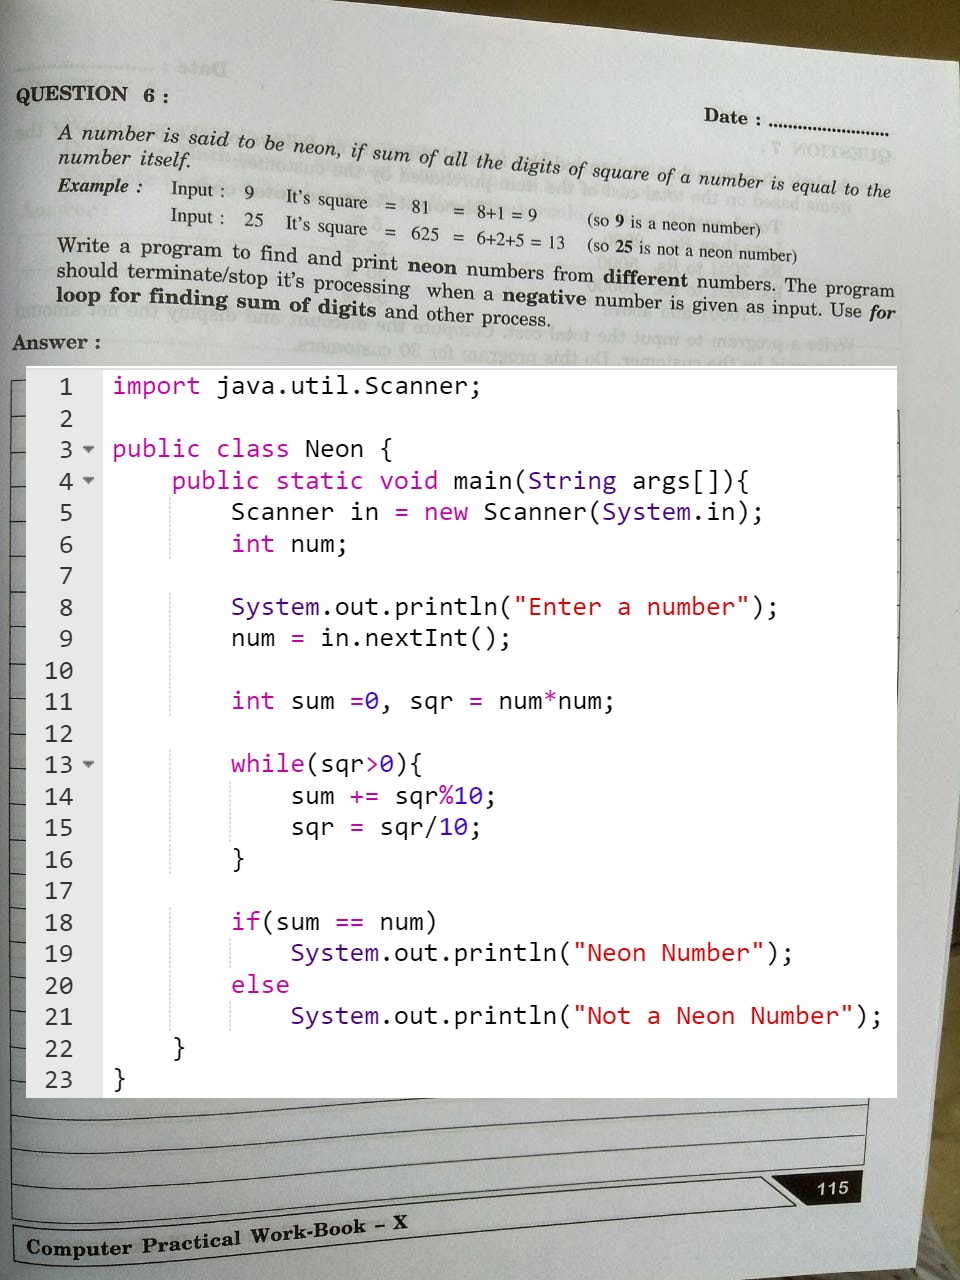 QUESTION 6 :
Date : ..............................
A number is said to be neon, if sum of all the digits of square of a number is equal to the
number itself.
Example : Input : 9 It's square = 81 = 8+1 = 9 (so 9 is a neon number)
Input : 25 It's square = 625 = 6+2+5 = 13 (so 25 is not a neon number)
Write a program to find and print neon numbers from different numbers. The program
should terminate/stop it's processing when a negative number is given as input. Use for
loop for finding sum of digits and other process.
Answer :
1 import java.util.Scanner;
2
3 public class Neon {
4 public static void main(String args[]){
5 Scanner in = new Scanner(System.in);
6 int num;
7
8 System.out.println("Enter a number");
9 num = in.nextInt();
10
11 int sum =0, sqr = num*num;
12
13 while(sqr>0){
14 sum += sqr%10;
15 sqr = sqr/10;
16 }
17
18 if(sum == num)
19 System.out.println("Neon Number");
20 else
21 System.out.println("Not a Neon Number");
22 }
23 }
115
Computer Practical Work-Book – X